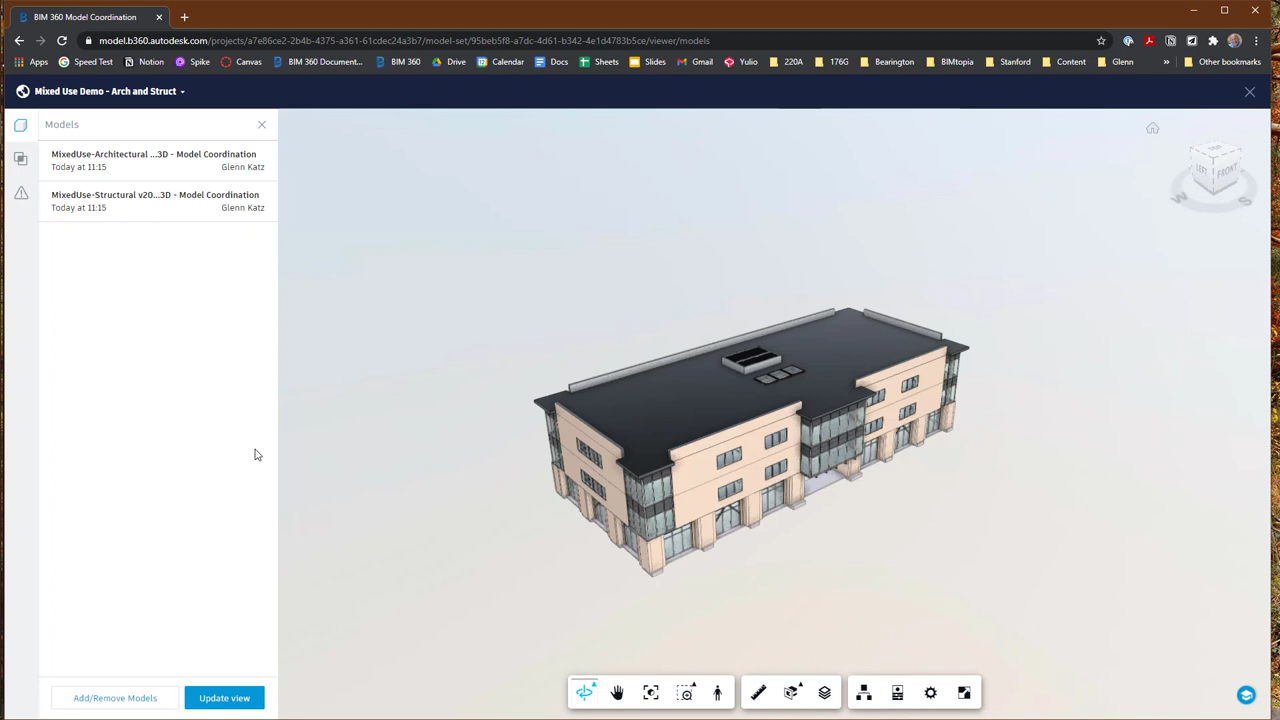 BIM 360 Model Coordination
model.b360.autodesk.com/projects/a7e86ce2-2b4b-4375-a361-61cdec24a3b7/model-set/95beb5f8-a7dc-4d61-b342-4e1d4783b5ce/viewer/models
Apps Speed Test Notion Spike Canvas BIM 360 Document... BIM 360 Drive Calendar Docs Sheets Slides Gmail Yulio 220A 176G Bearington BIMtopia Stanford Content Glenn Other bookmarks
Mixed Use Demo - Arch and Struct
Models
MixedUse-Architectural ...3D - Model Coordination
Today at 11:15 Glenn Katz
MixedUse-Structural v20...3D - Model Coordination
Today at 11:15 Glenn Katz
TOP
LEFT FRONT
W S
Add/Remove Models Update view